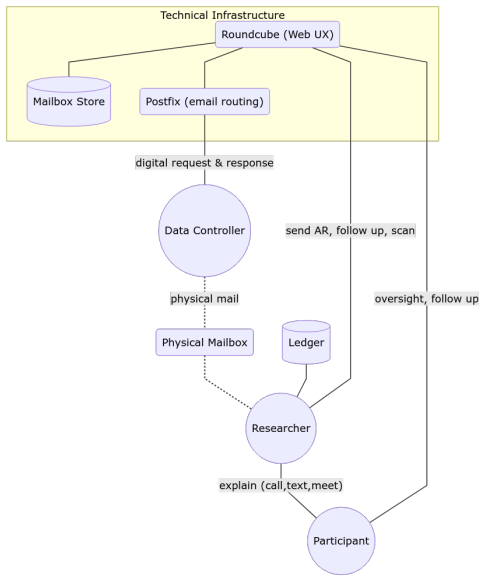 Technical Infrastructure
Roundcube (Web UX)
Mailbox Store
Postfix (email routing)
digital request & response
Data Controller
send AR, follow up, scan
physical mail
oversight, follow up
Physical Mailbox
Ledger
Researcher
explain (call,text,meet)
Participant